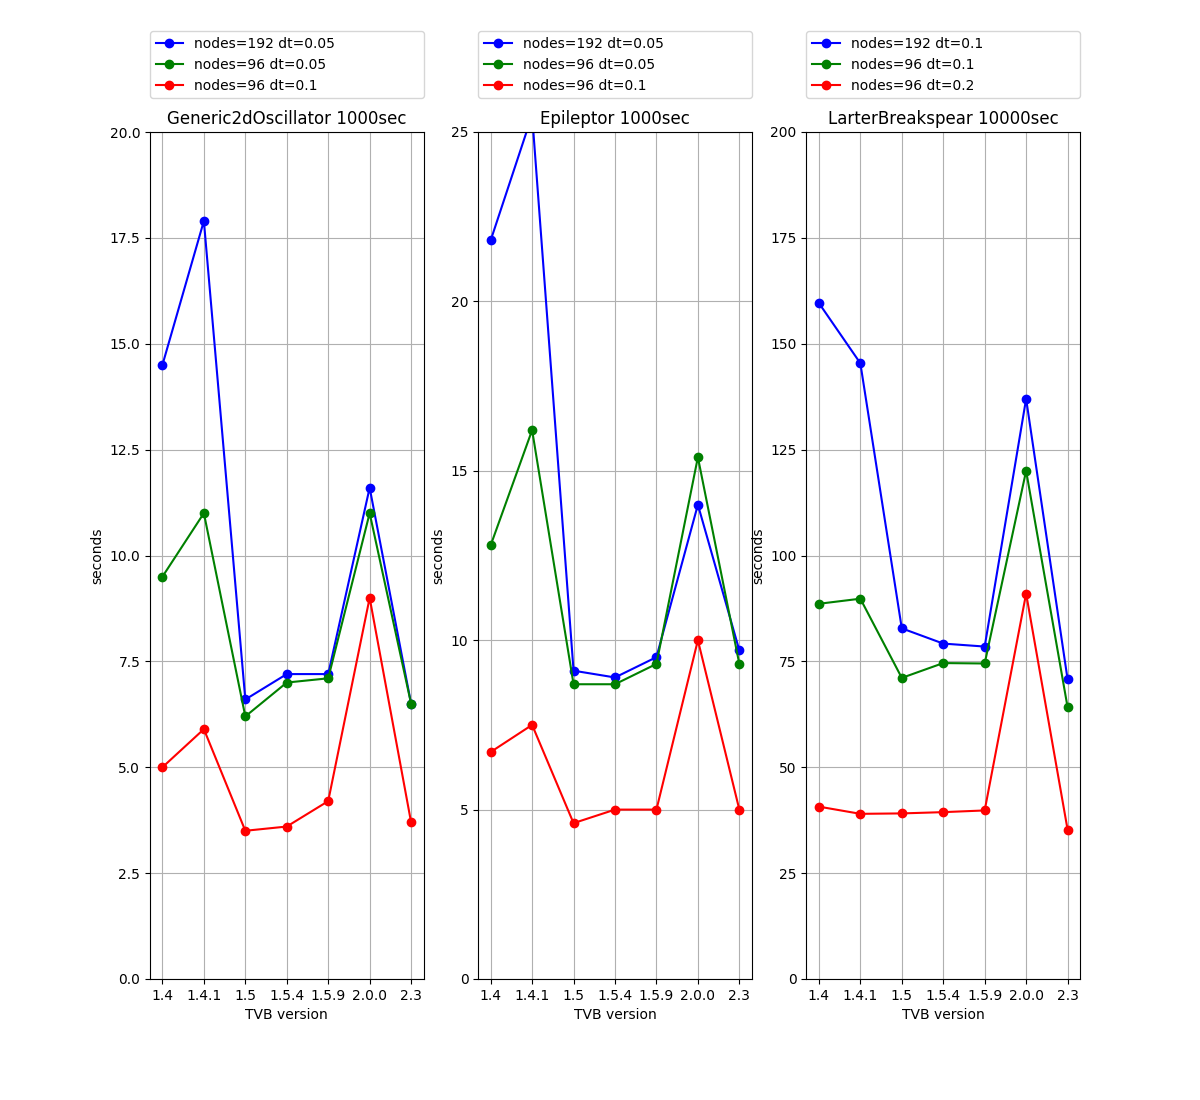 nodes=192 dt=0.05
nodes=96 dt=0.05
nodes=96 dt=0.1
Generic2dOscillator 1000sec
20.0
17.5
15.0
12.5
10.0
7.5
5.0
2.5
0.0
seconds
1.4 1.4.1 1.5 1.5.4 1.5.9 2.0.0 2.3
TVB version
nodes=192 dt=0.05
nodes=96 dt=0.05
nodes=96 dt=0.1
Epileptor 1000sec
25
20
15
10
5
0
seconds
1.4 1.4.1 1.5 1.5.4 1.5.9 2.0.0 2.3
TVB version
nodes=192 dt=0.1
nodes=96 dt=0.1
nodes=96 dt=0.2
LarterBreakspear 10000sec
200
175
150
125
100
75
50
25
0
seconds
1.4 1.4.1 1.5 1.5.4 1.5.9 2.0.0 2.3
TVB version